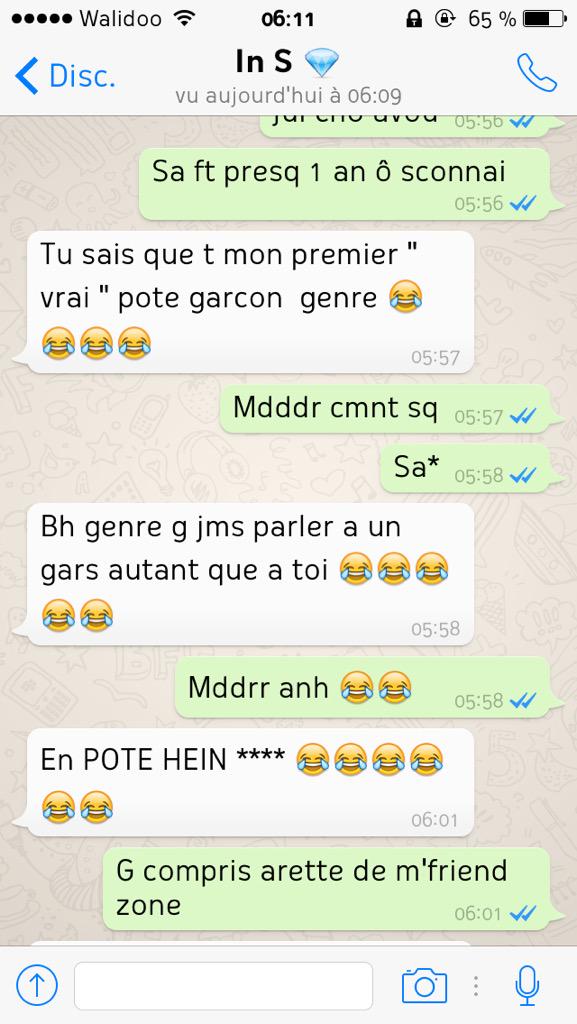 Walidoo 06:11 65 %
Disc. In S 💎
vu aujourd'hui à 06:09
05:56
Sa ft presq 1 an ô sconnai
05:56
Tu sais que t mon premier "
vrai " pote garcon genre 😂
😂😂😂 05:57
Mdddr cmnt sq 05:57
Sa* 05:58
Bh genre g jms parler a un
gars autant que a toi 😂😂😂
😂😂 05:58
Mddrr anh 😂😂 05:58
En POTE HEIN **** 😂😂😂😂
😂😂 06:01
G compris arette de m'friend
zone 06:01